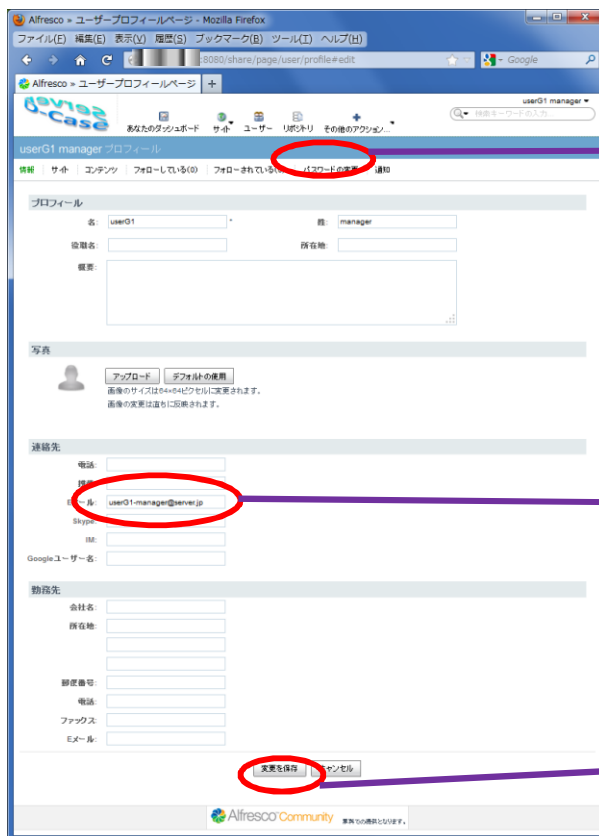 Alfresco » ユーザープロフィールページ - Mozilla Firefox
ファイル(F) 編集(E) 表示(V) 履歴(S) ブックマーク(B) ツール(T) ヘルプ(H)
:8080/share/page/user/profile#edit
Google
Alfresco » ユーザープロフィールページ
userG1 manager
D-Case
あなたのダッシュボード サイト ユーザー リポジトリ その他のアクション...
検索キーワードの入力...
userG1 manager プロフィール
情報 サイト コンテンツ フォローしている(0) フォローされている パスワードの変更 通知
プロフィール
名: userG1 * 姓: manager
役職名: 所在地:
概要:
写真
アップロード デフォルトの使用
画像のサイズは64×64ピクセルに変更されます。
画像の変更は直ちに反映されます。
連絡先
電話:
Eメール: userG1-manager@server.jp
Skype:
IM:
Googleユーザー名:
勤務先
会社名:
所在地:
郵便番号:
電話:
ファックス:
Eメール:
変更を保存 キャンセル
Alfresco Community